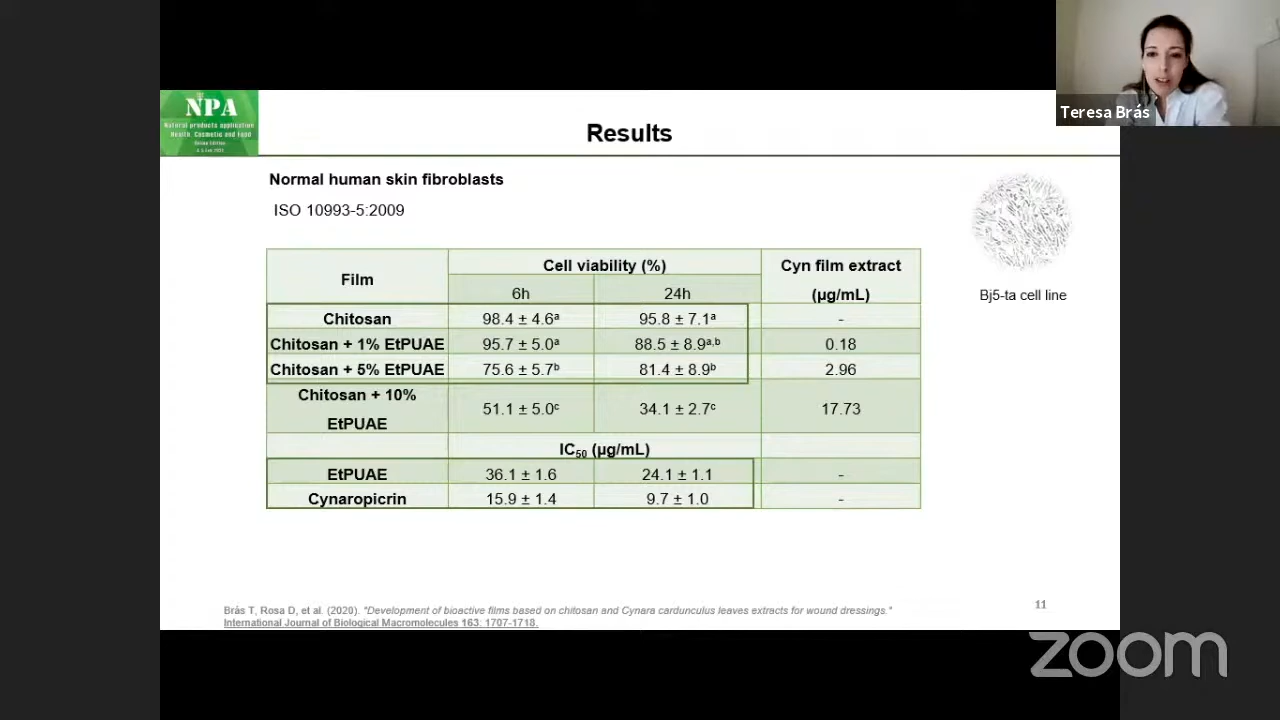 Teresa Brás
NPA
Natural products application
Health, Cosmetic and Food
Online Edition
Results
Normal human skin fibroblasts
ISO 10993-5:2009
Film
Cell viability (%)
Cyn film extract
(µg/mL)
6h
24h
Chitosan
98.4 ± 4.6ᵃ
95.8 ± 7.1ᵃ
-
Chitosan + 1% EtPUAE
95.7 ± 5.0ᵃ
88.5 ± 8.9ᵃ,ᵇ
0.18
Chitosan + 5% EtPUAE
75.6 ± 5.7ᵇ
81.4 ± 8.9ᵇ
2.96
Chitosan + 10%
EtPUAE
51.1 ± 5.0ᶜ
34.1 ± 2.7ᶜ
17.73
IC₅₀ (µg/mL)
EtPUAE
36.1 ± 1.6
24.1 ± 1.1
-
Cynaropicrin
15.9 ± 1.4
9.7 ± 1.0
-
Bj5-ta cell line
Brás T, Rosa D, et al. (2020). "Development of bioactive films based on chitosan and Cynara cardunculus leaves extracts for wound dressings."
International Journal of Biological Macromolecules 163: 1707-1718.
11
zoom